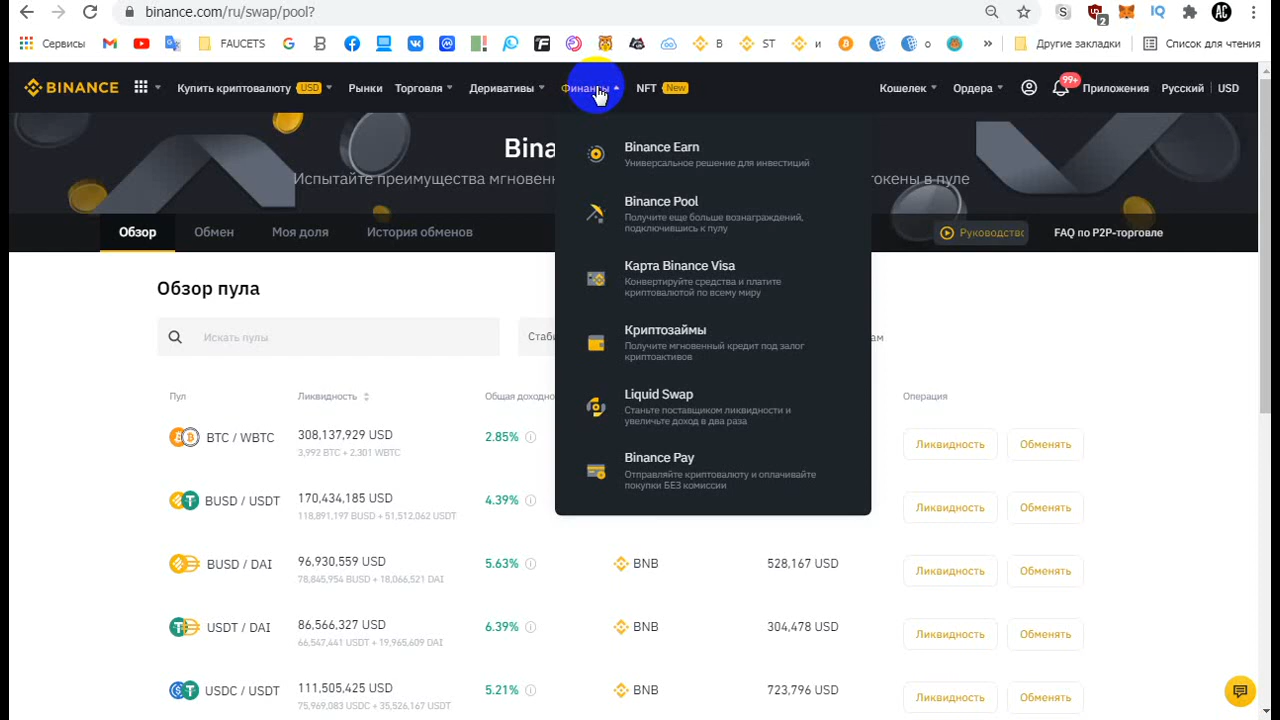 binance.com/ru/swap/pool?
Сервисы FAUCETS B ST и о » Другие закладки Список для чтения
BINANCE Купить криптовалюту USD Рынки Торговля Деривативы Финансы NFT New Кошелек Ордера 99+ Приложения Русский USD
Bina
Испытайте преимущества мгновен
окены в пуле
Обзор Обмен Моя доля История обменов Руководств FAQ по P2P-торговле
Binance Earn
Универсальное решение для инвестиций
Binance Pool
Получите еще больше вознаграждений,
подключившись к пулу
Карта Binance Visa
Конвертируйте средства и платите
криптовалютой по всему миру
Криптозаймы
Получите мгновенный кредит под залог
криптоактивов
Liquid Swap
Станьте поставщиком ликвидности и
увеличьте доход в два раза
Binance Pay
Отправляйте криптовалюту и оплачивайте
покупки БЕЗ комиссии
Обзор пула
Искать пулы Стаби ам
Пул Ликвидность Общая доходно Операция
BTC / WBTC 308,137,929 USD 2.85% Ликвидность Обменять
3,992 BTC + 2,301 WBTC
BUSD / USDT 170,434,185 USD 4.39% Ликвидность Обменять
118,891,197 BUSD + 51,512,062 USDT
BUSD / DAI 96,930,559 USD 5.63% BNB 528,167 USD Ликвидность Обменять
78,845,954 BUSD + 18,066,521 DAI
USDT / DAI 86,566,327 USD 6.39% BNB 304,478 USD Ликвидность Обменять
66,547,441 USDT + 19,965,609 DAI
USDC / USDT 111,505,425 USD 5.21% BNB 723,796 USD Ликвидность Обменять
75,969,083 USDC + 35,526,167 USDT